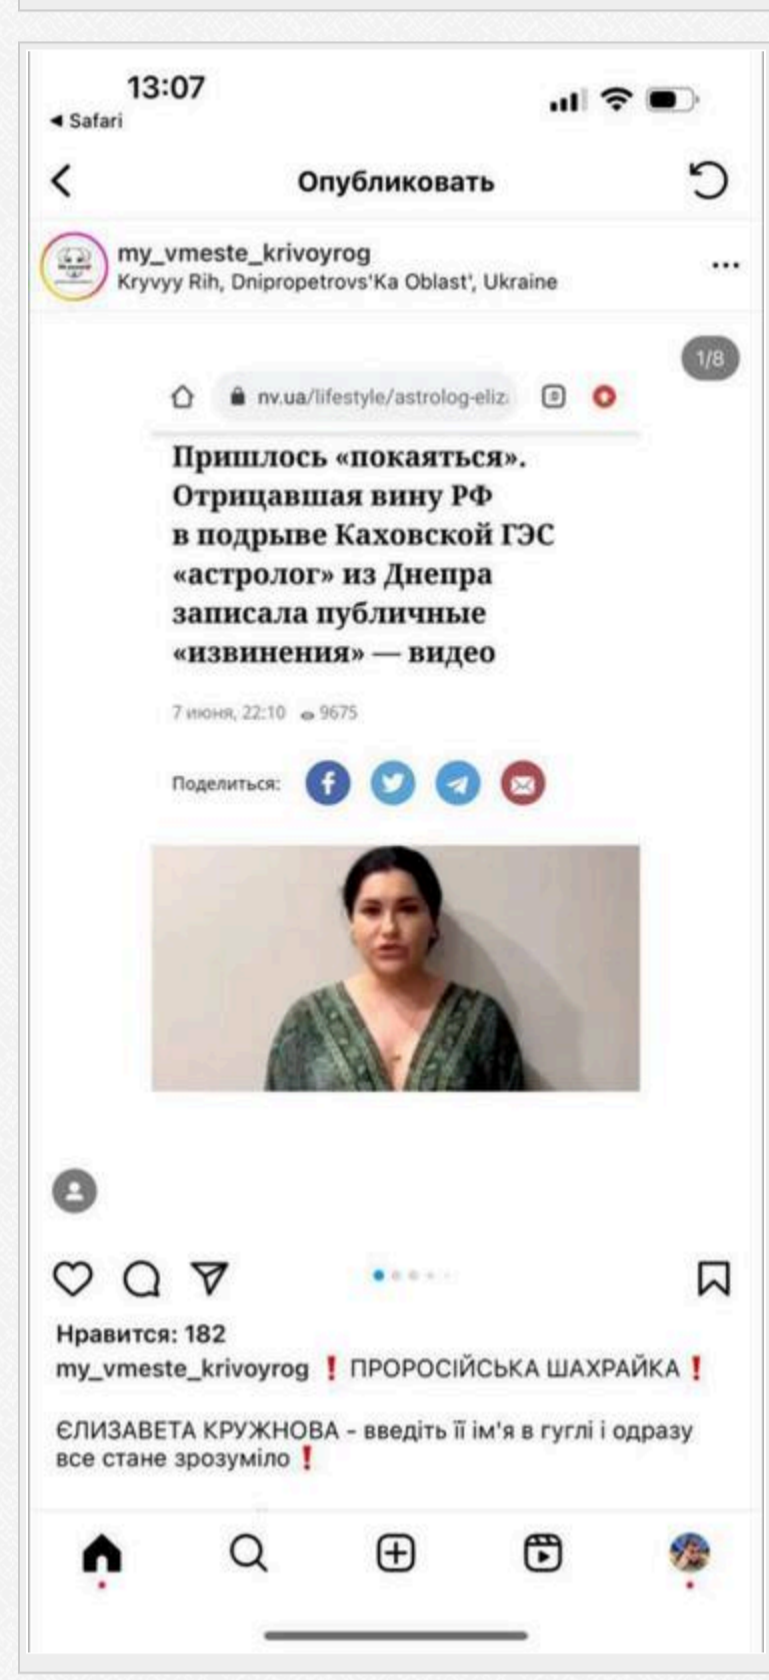 13:07
◄ Safari
Опубликовать
my_vmeste_krivoyrog
Kryvyy Rih, Dnipropetrovs'Ka Oblast', Ukraine
1/8
nv.ua/lifestyle/astrolog-eliz
Пришлось «покаяться».
Отрицавшая вину РФ
в подрыве Каховской ГЭС
«астролог» из Днепра
записала публичные
«извинения» — видео
7 июня, 22:10 9675
Поделиться:
Нравится: 182
my_vmeste_krivoyrog ❗ ПРОРОСІЙСЬКА ШАХРАЙКА ❗
ЄЛИЗАВЕТА КРУЖНОВА - введіть її ім'я в гуглі і одразу
все стане зрозуміло ❗